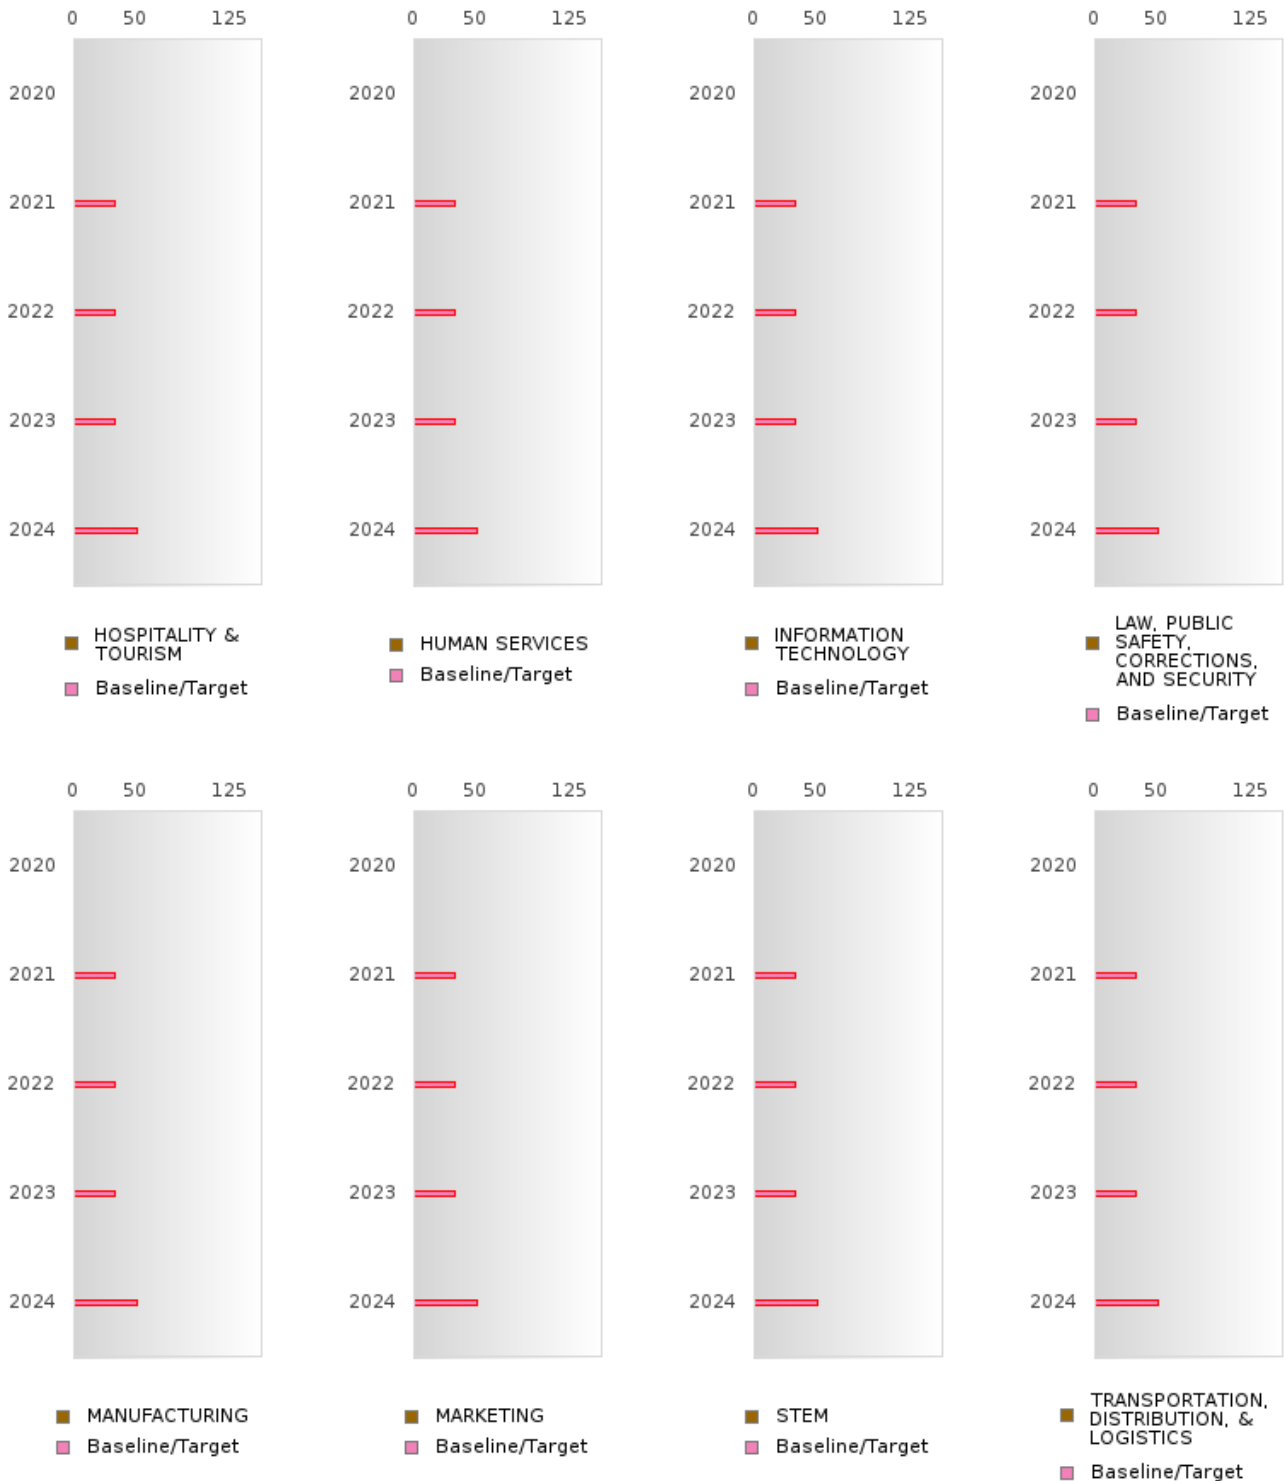 0 50 125 0 50 125 0 50 125 0 50 125
2020 2020 2020 2020
2021 2021 2021 2021
2022 2022 2022 2022
2023 2023 2023 2023
2024 2024 2024 2024
HOSPITALITY &
TOURISM
Baseline/Target
HUMAN SERVICES
Baseline/Target
INFORMATION
TECHNOLOGY
Baseline/Target
LAW, PUBLIC
SAFETY,
CORRECTIONS,
AND SECURITY
Baseline/Target
0 50 125 0 50 125 0 50 125 0 50 125
2020 2020 2020 2020
2021 2021 2021 2021
2022 2022 2022 2022
2023 2023 2023 2023
2024 2024 2024 2024
MANUFACTURING
Baseline/Target
MARKETING
Baseline/Target
STEM
Baseline/Target
TRANSPORTATION,
DISTRIBUTION, &
LOGISTICS
Baseline/Target